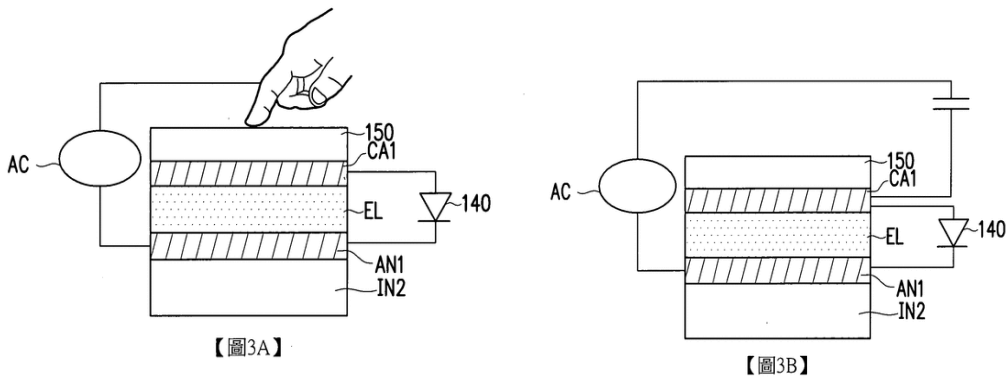 AC
150
CA1
EL
140
AN1
IN2
【圖3A】
AC
150
CA1
EL
140
AN1
IN2
【圖3B】